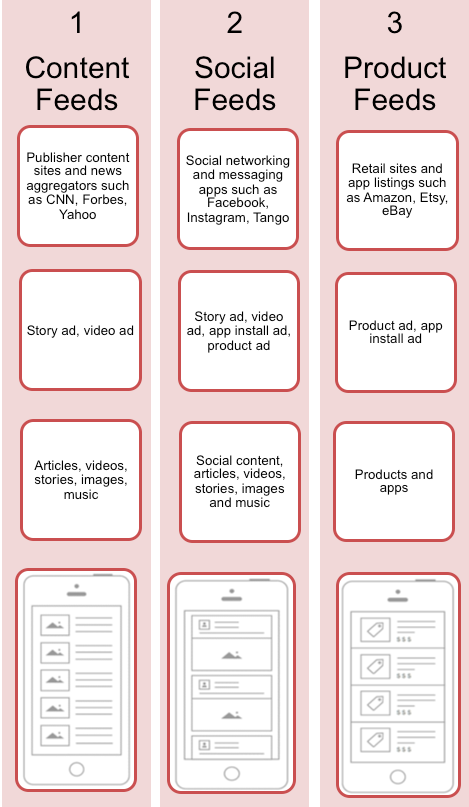 1
Content
Feeds
Publisher content
sites and news
aggregators such
as CNN, Forbes,
Yahoo
Story ad, video ad
Articles, videos,
stories, images,
music
2
Social
Feeds
Social networking
and messaging
apps such as
Facebook,
Instagram, Tango
Story ad, video
ad, app install ad,
product ad
Social content,
articles, videos,
stories, images
and music
3
Product
Feeds
Retail sites and
app listings such
as Amazon, Etsy,
eBay
Product ad, app
install ad
Products and
apps
$$$
$$$
$$$
$$$